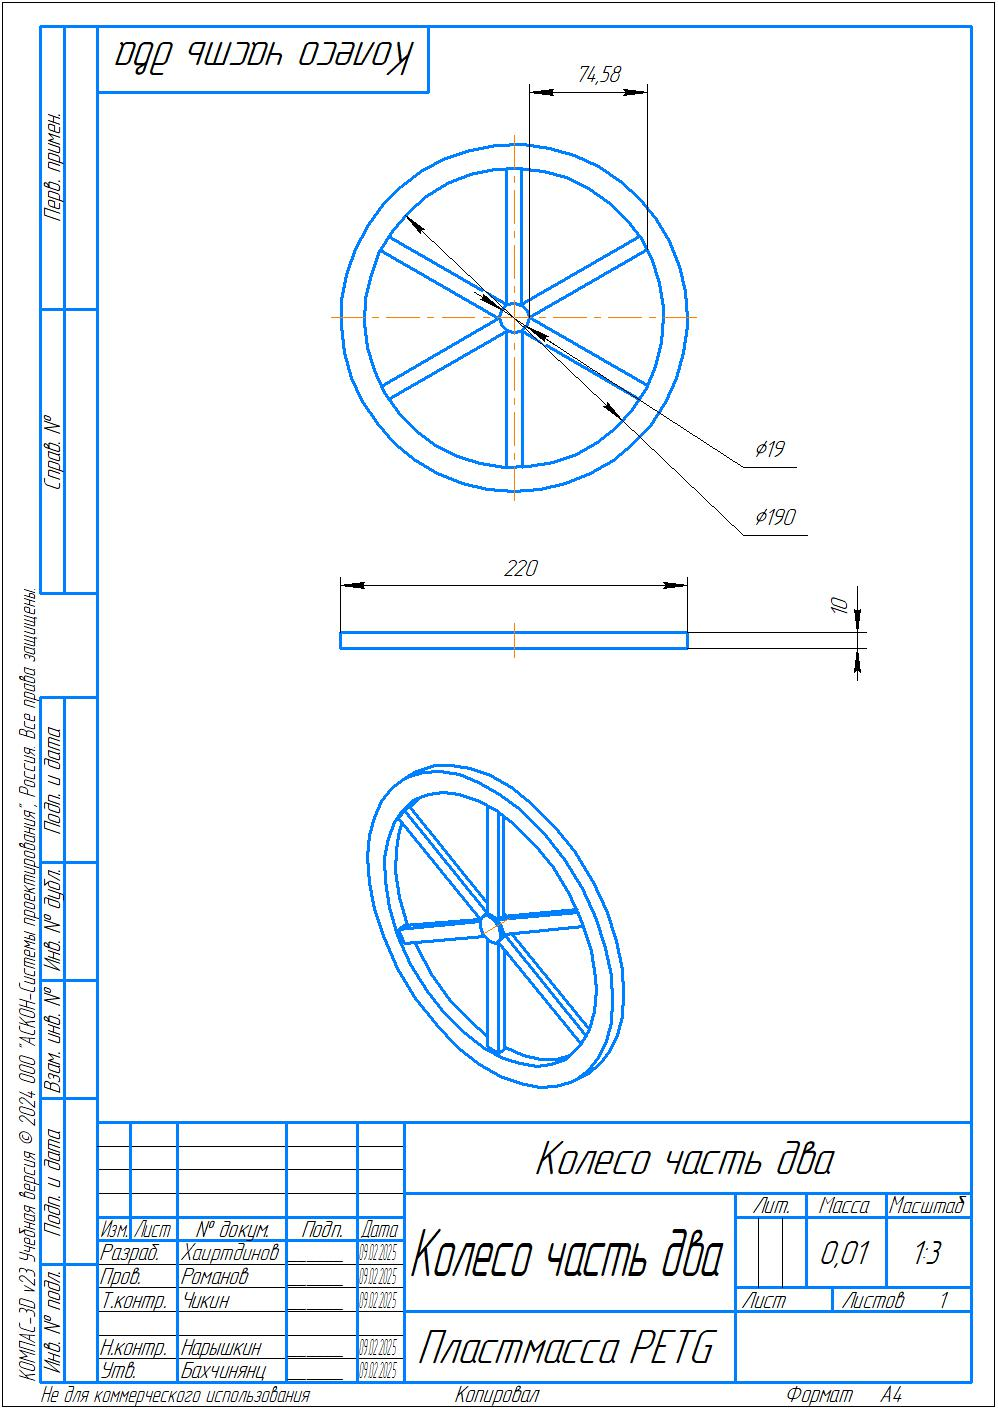 Колесо часть два
74,58
⌀19
⌀190
220
10
Перв. примен.
Справ. №
Подп. и дата
Инв. № дубл.
Взам. инв. №
Подп. и дата
Инв. № подл.
КОМПАС-3D v23 Учебная версия © 2024 ООО "АСКОН-Системы проектирования", Россия. Все права защищены.
Колесо часть два
Изм. Лист № докум. Подп. Дата
Разраб. Хаиртдинов 09.02.2025
Пров. Романов 09.02.2025
Т.контр. Чикин 09.02.2025
Н.контр. Нарышкин 09.02.2025
Утв. Бахчинянц 09.02.2025
Колесо часть два
Лит. Масса Масштаб
0,01 1:3
Лист Листов 1
Пластмасса PETG
Не для коммерческого использования Копировал Формат A4